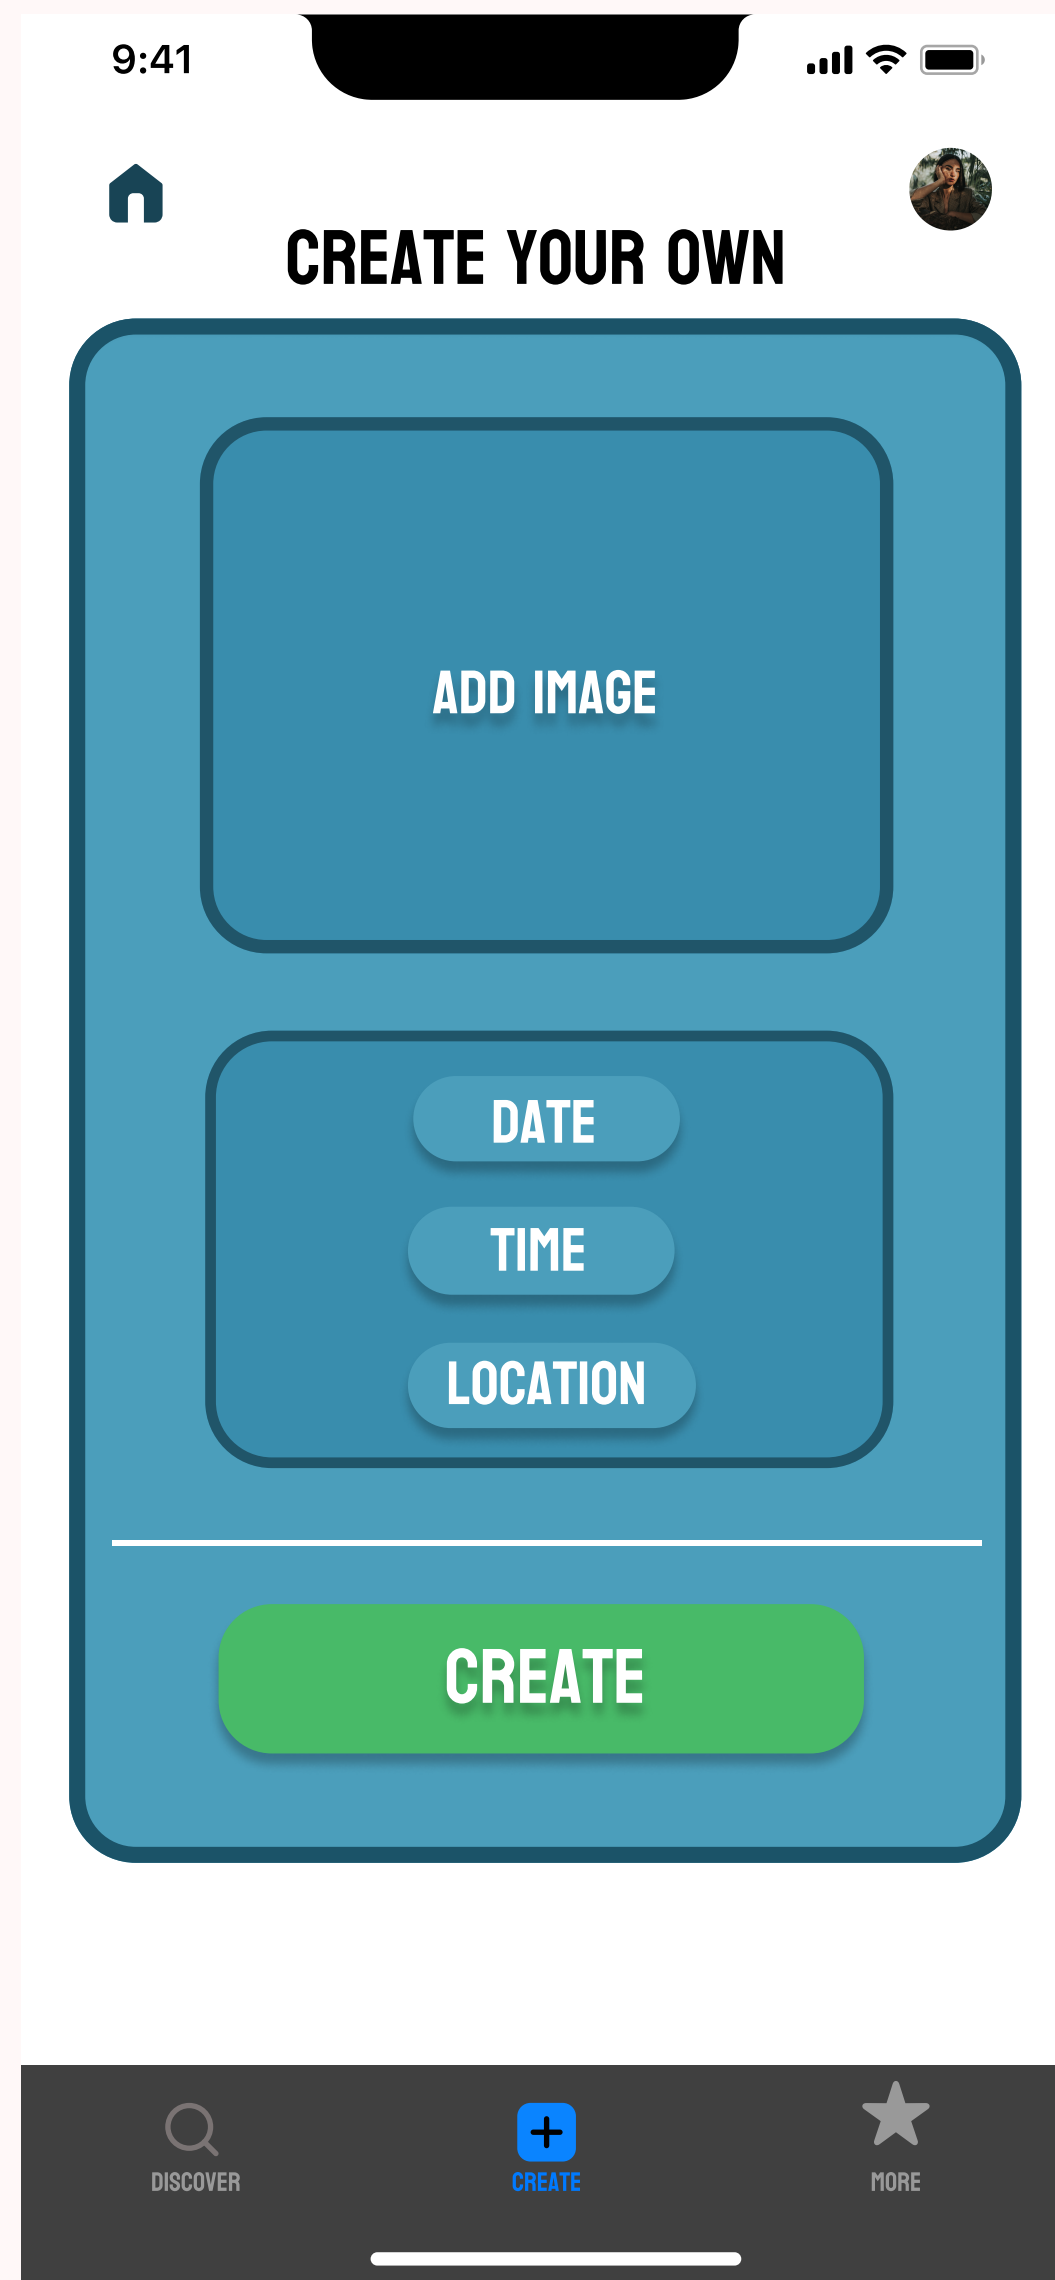 9:41
CREATE YOUR OWN
ADD IMAGE
DATE
TIME
LOCATION
CREATE
DISCOVER
CREATE
MORE